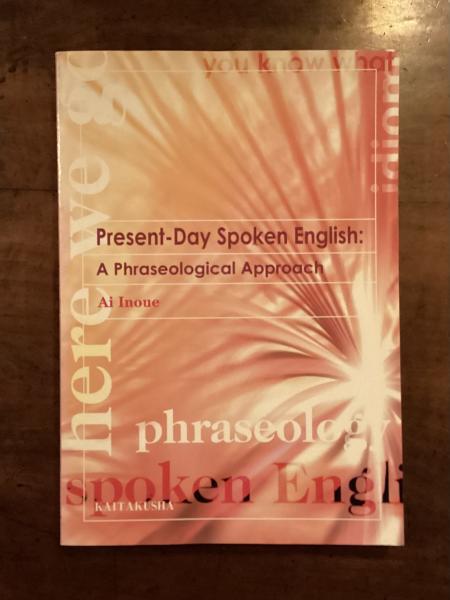 you know what
idiom
here we go
Present-Day Spoken English:
A Phraseological Approach
Ai Inoue
phraseology
spoken Engli
KAITAKUSHA